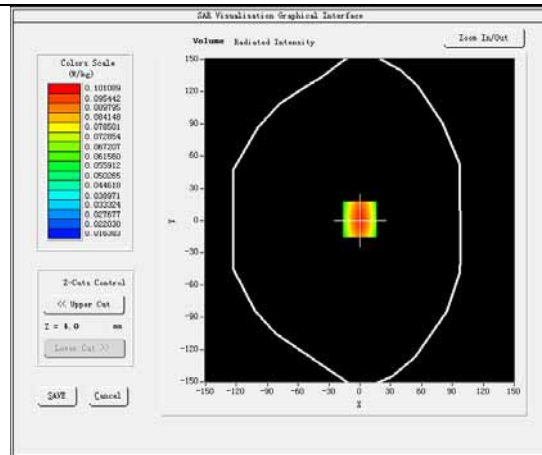 SAR Visualisation Graphical Interface
Volume Radiated Intensity
Zoom In/Out
Colors Scale
(W/kg)
0.101089
0.095442
0.089795
0.084148
0.078501
0.072854
0.067207
0.061560
0.055912
0.050265
0.044618
0.038971
0.033324
0.027677
0.022030
0.016383
150
120
90
60
30
0
-30
-60
-90
-120
-150
Y
-150 -120 -90 -60 -30 0 30 60 90 120 150
X
Z-Cuts Control
<< Upper Cut
Z = 4.0 mm
Lower Cut >>
SAVE Cancel